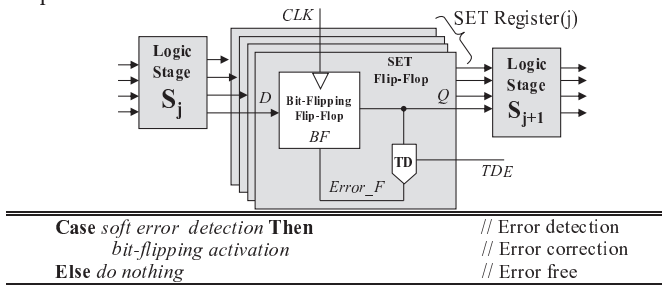 CLK
SET Register(j)
Logic
Stage
S_j
SET
Flip-Flop
D
Bit-Flipping
Flip-Flop
BF
Q
Logic
Stage
S_{j+1}
TD
TDE
Error_F
Case soft error detection Then // Error detection
bit-flipping activation // Error correction
Else do nothing // Error free